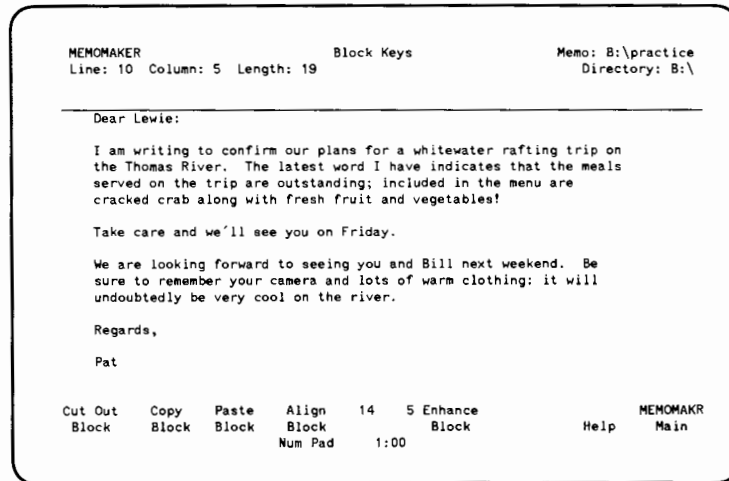 MEMOMAKER Block Keys Memo: B:\practice
Line: 10 Column: 5 Length: 19 Directory: B:\
Dear Lewie:
I am writing to confirm our plans for a whitewater rafting trip on
the Thomas River. The latest word I have indicates that the meals
served on the trip are outstanding; included in the menu are
cracked crab along with fresh fruit and vegetables!
Take care and we'll see you on Friday.
We are looking forward to seeing you and Bill next weekend. Be
sure to remember your camera and lots of warm clothing; it will
undoubtedly be very cool on the river.
Regards,
Pat
Cut Out Copy Paste Align 14 5 Enhance MEMOMAKR
Block Block Block Block Block Help Main
Num Pad 1:00